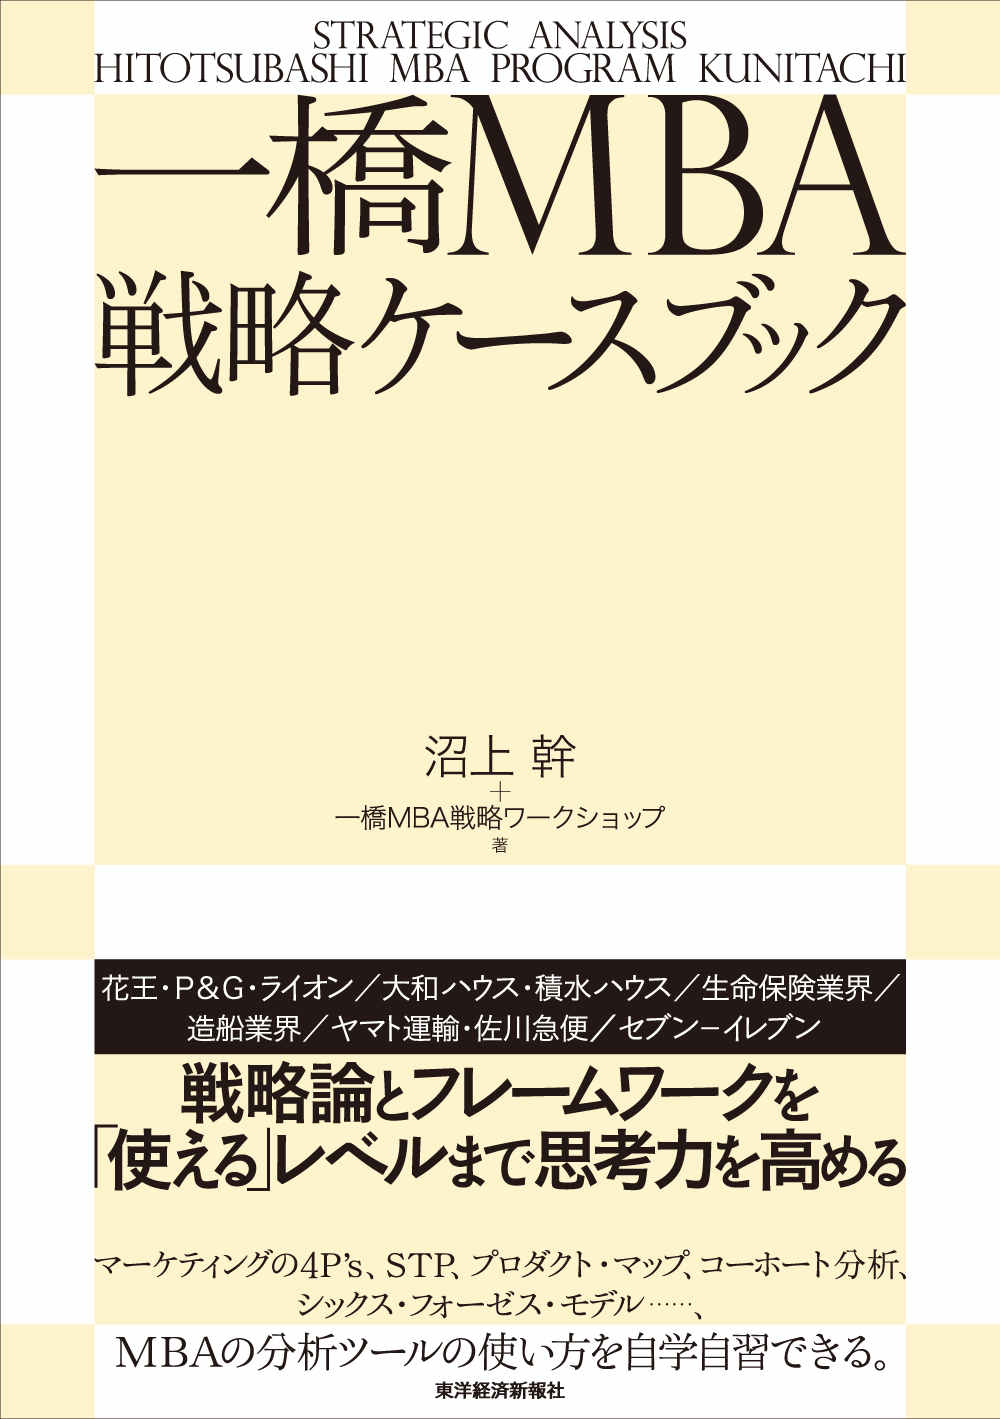 STRATEGIC ANALYSIS
HITOTSUBASHI MBA PROGRAM KUNITACHI
一橋MBA
戦略ケースブック
沼上 幹
＋
一橋MBA戦略ワークショップ
著
花王・P&G・ライオン／大和ハウス・積水ハウス／生命保険業界／
造船業界／ヤマト運輸・佐川急便／セブン−イレブン
戦略論とフレームワークを
「使える」レベルまで思考力を高める
マーケティングの4P's、STP、プロダクト・マップ、コーホート分析、
シックス・フォーゼス・モデル……、
MBAの分析ツールの使い方を自学自習できる。
東洋経済新報社